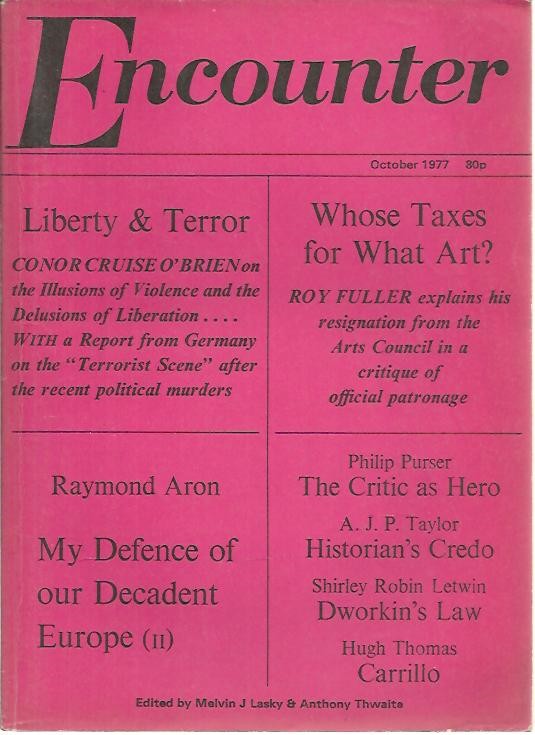 Encounter
October 1977 80p
Liberty & Terror
CONOR CRUISE O'BRIEN on
the Illusions of Violence and the
Delusions of Liberation ....
WITH a Report from Germany
on the "Terrorist Scene" after
the recent political murders
Whose Taxes
for What Art?
ROY FULLER explains his
resignation from the
Arts Council in a
critique of
official patronage
Raymond Aron
My Defence of
our Decadent
Europe (II)
Philip Purser
The Critic as Hero
A. J. P. Taylor
Historian's Credo
Shirley Robin Letwin
Dworkin's Law
Hugh Thomas
Carrillo
Edited by Melvin J Lasky & Anthony Thwaite